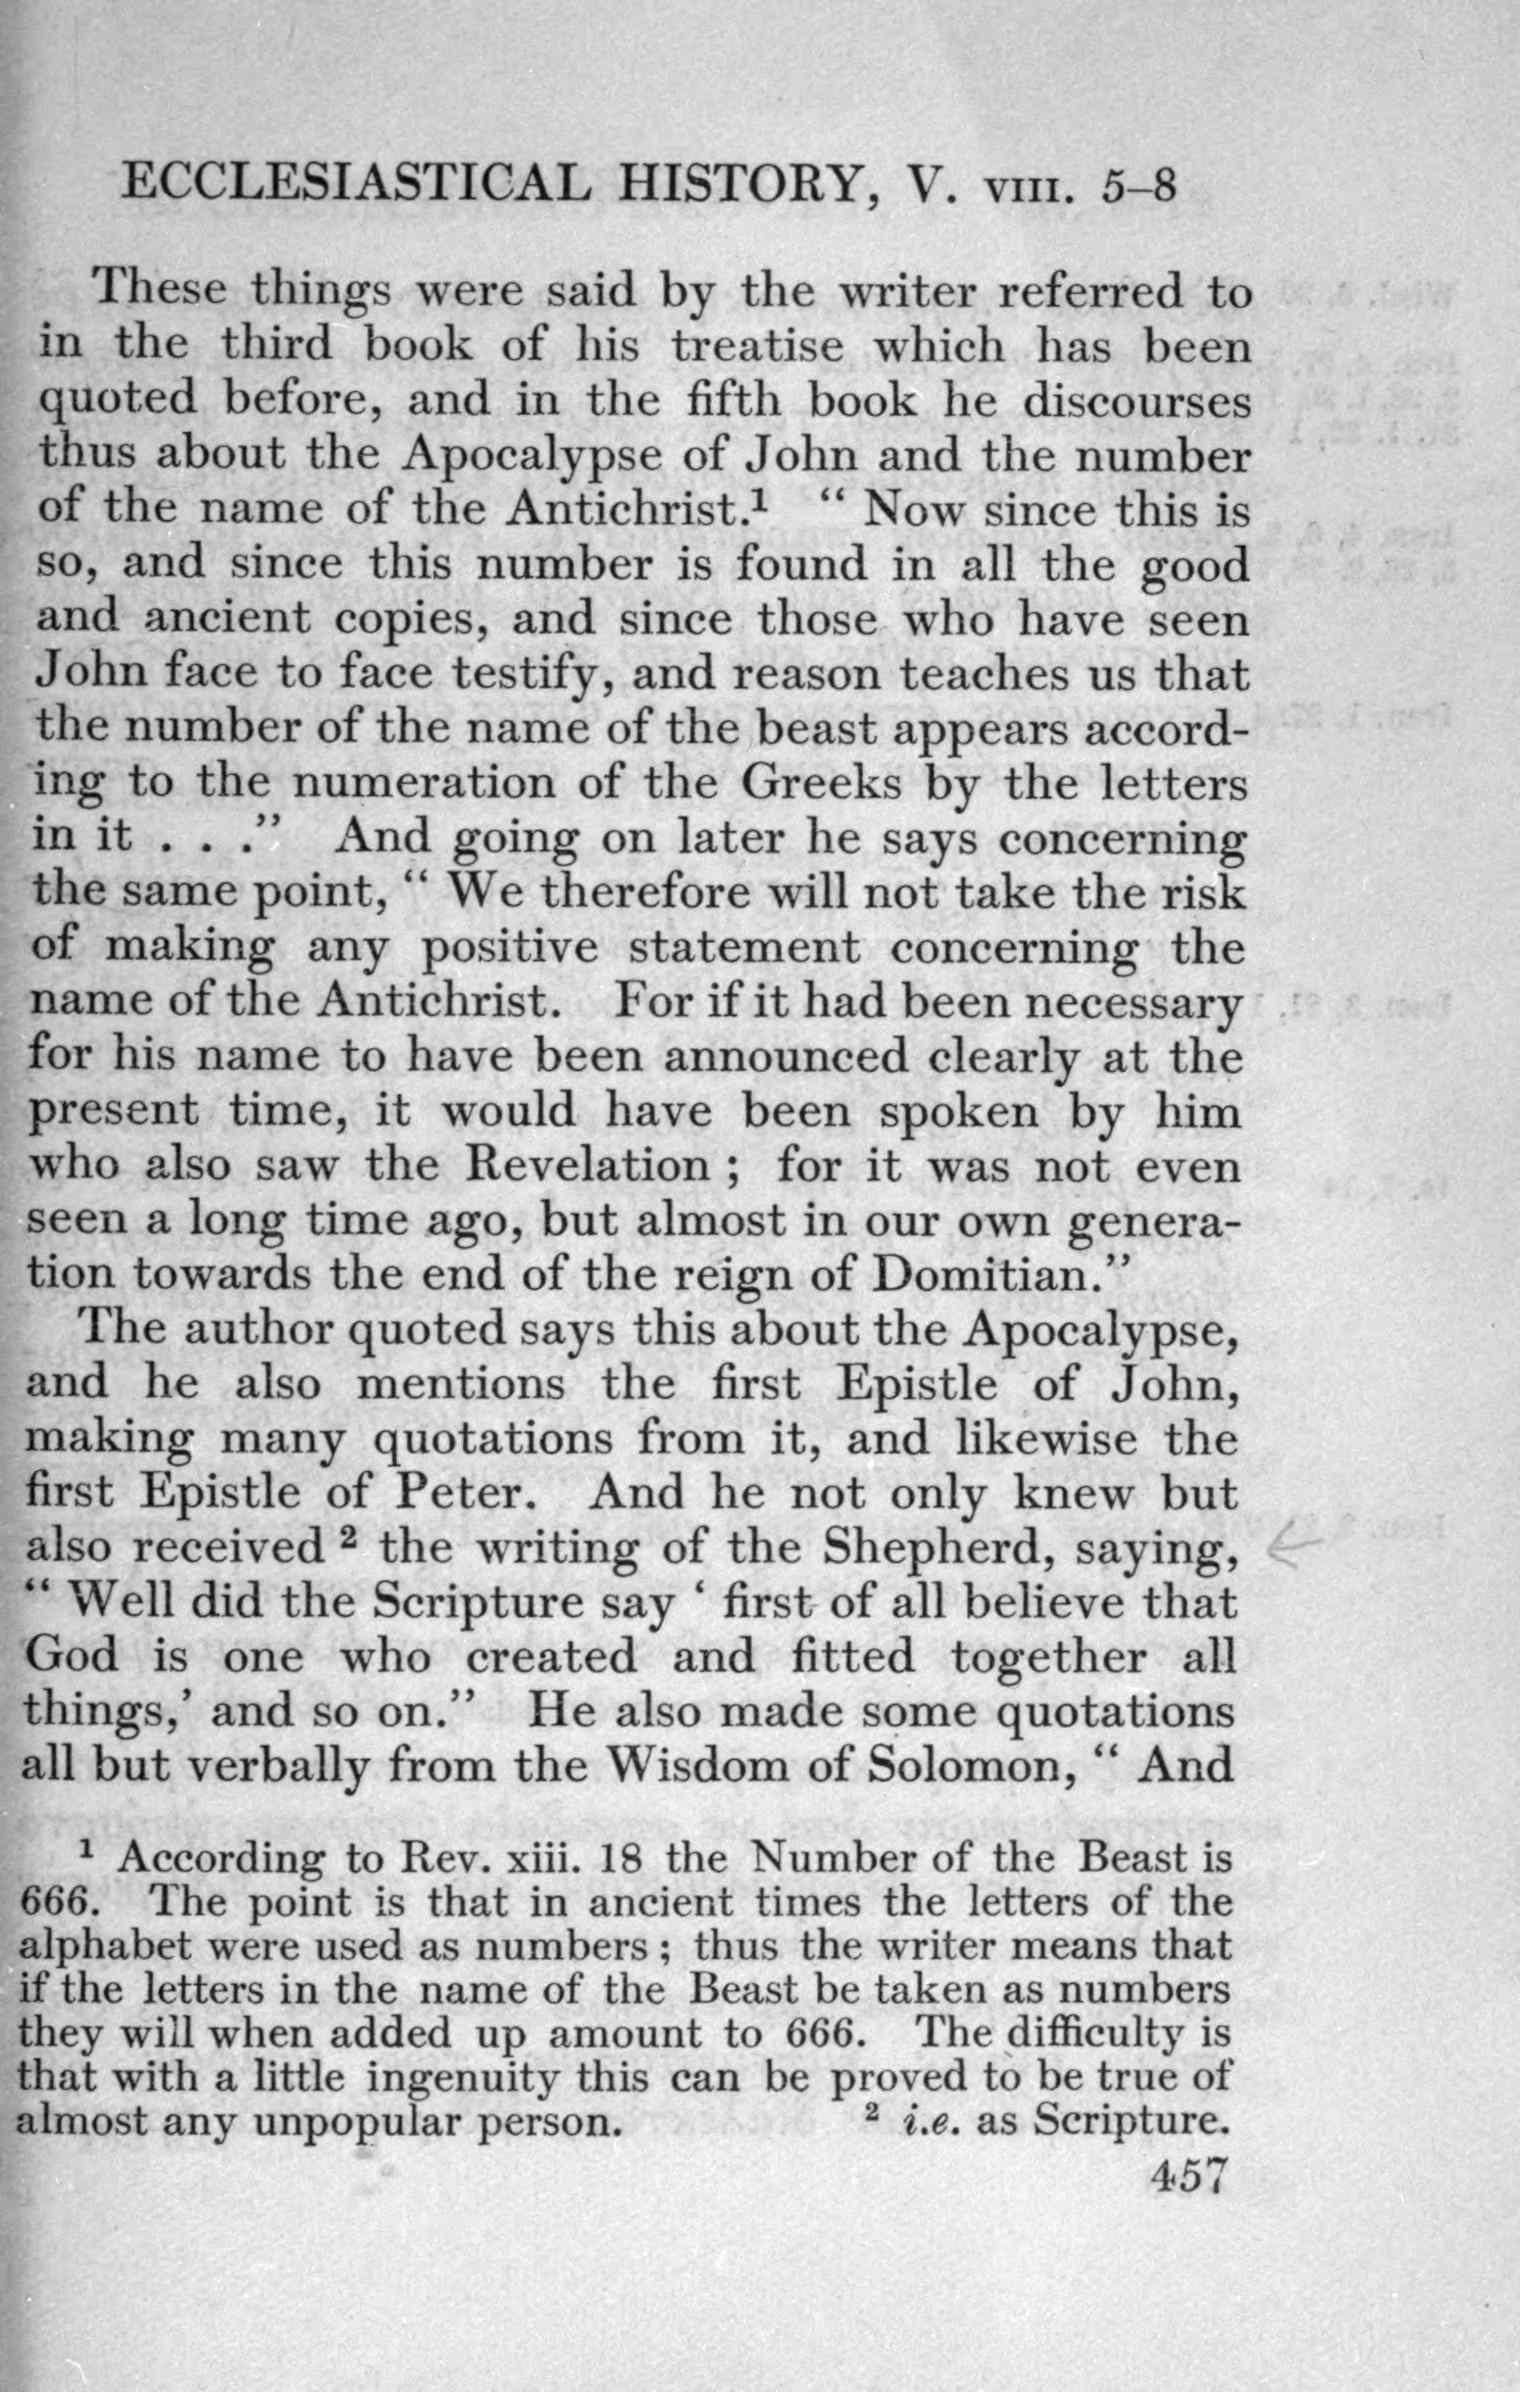 ECCLESIASTICAL HISTORY, V. VIII. 5–8
These things were said by the writer referred to
in the third book of his treatise which has been
quoted before, and in the fifth book he discourses
thus about the Apocalypse of John and the number
of the name of the Antichrist.¹ “ Now since this is
so, and since this number is found in all the good
and ancient copies, and since those who have seen
John face to face testify, and reason teaches us that
the number of the name of the beast appears accord-
ing to the numeration of the Greeks by the letters
in it . . .” And going on later he says concerning
the same point, “ We therefore will not take the risk
of making any positive statement concerning the
name of the Antichrist. For if it had been necessary
for his name to have been announced clearly at the
present time, it would have been spoken by him
who also saw the Revelation ; for it was not even
seen a long time ago, but almost in our own genera-
tion towards the end of the reign of Domitian.”
The author quoted says this about the Apocalypse,
and he also mentions the first Epistle of John,
making many quotations from it, and likewise the
first Epistle of Peter. And he not only knew but
also received ² the writing of the Shepherd, saying,
“ Well did the Scripture say ‘ first of all believe that
God is one who created and fitted together all
things,’ and so on.” He also made some quotations
all but verbally from the Wisdom of Solomon, “ And
¹ According to Rev. xiii. 18 the Number of the Beast is
666. The point is that in ancient times the letters of the
alphabet were used as numbers ; thus the writer means that
if the letters in the name of the Beast be taken as numbers
they will when added up amount to 666. The difficulty is
that with a little ingenuity this can be proved to be true of
almost any unpopular person. ² i.e. as Scripture.
457